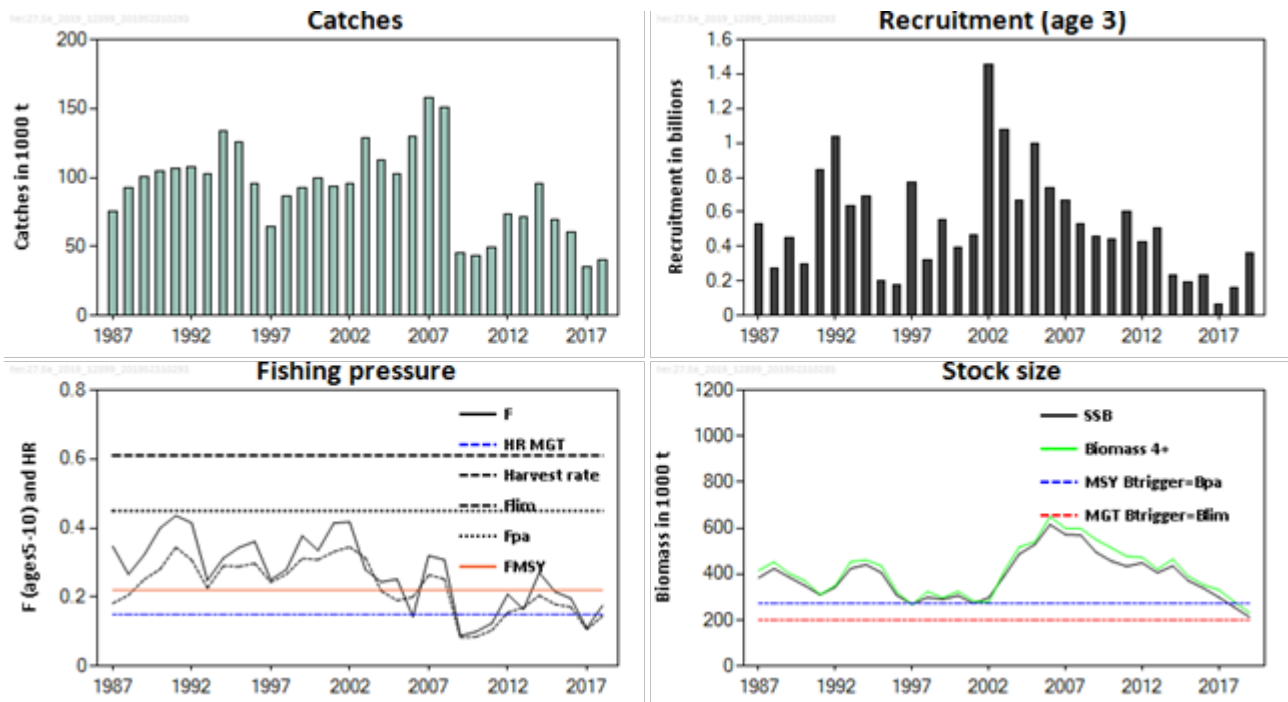 Catches
200
150
100
50
0
Catches in 1000 t
1987 1992 1997 2002 2007 2012 2017
Recruitment (age 3)
1.6
1.4
1.2
1
0.8
0.6
0.4
0.2
0
Recruitment in billions
1987 1992 1997 2002 2007 2012 2017
Fishing pressure
0.8
0.6
0.4
0.2
0
F (ages5-10) and HR
F
HR MGT
Harvest rate
Flim
Fpa
FMSY
1987 1992 1997 2002 2007 2012 2017
Stock size
1200
1000
800
600
400
200
0
Biomass in 1000 t
SSB
Biomass 4+
MSY Btrigger=Bpa
MGT Btrigger=Blim
1987 1992 1997 2002 2007 2012 2017